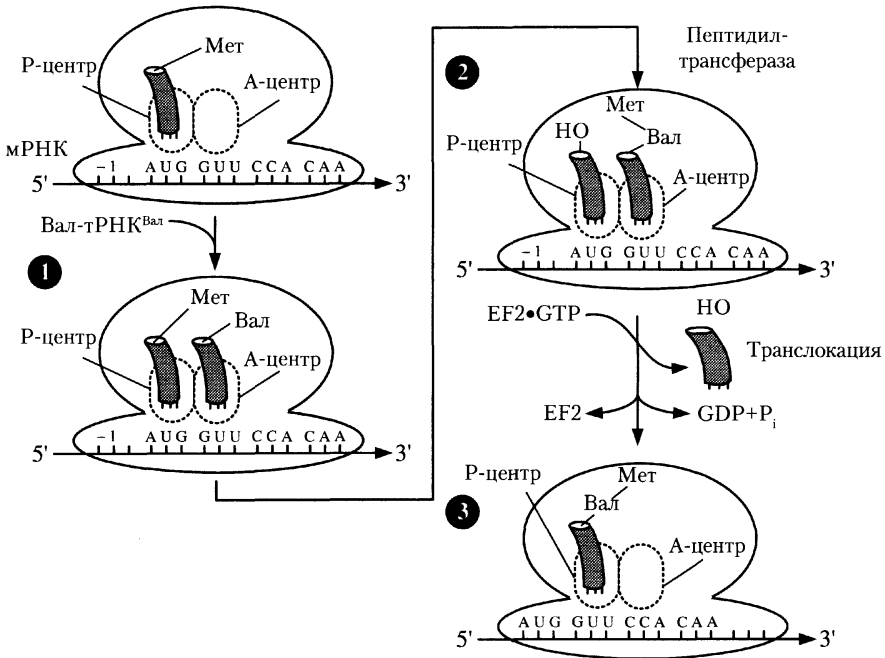 Мет
Р-центр
А-центр
мРНК
−1 AUG GUU CCA CAA
5' 3'
Вал-тРНКВал
1
Мет
Р-центр
Вал
А-центр
−1 AUG GUU CCA CAA
5' 3'
2
Пептидил-
трансфераза
Мет
НО
Вал
Р-центр
А-центр
−1 AUG GUU CCA CAA
5' 3'
EF2•GTP
НО
Транслокация
EF2
GDP+Pi
3
Р-центр
Мет
Вал
А-центр
AUG GUU CCA CAA
5' 3'